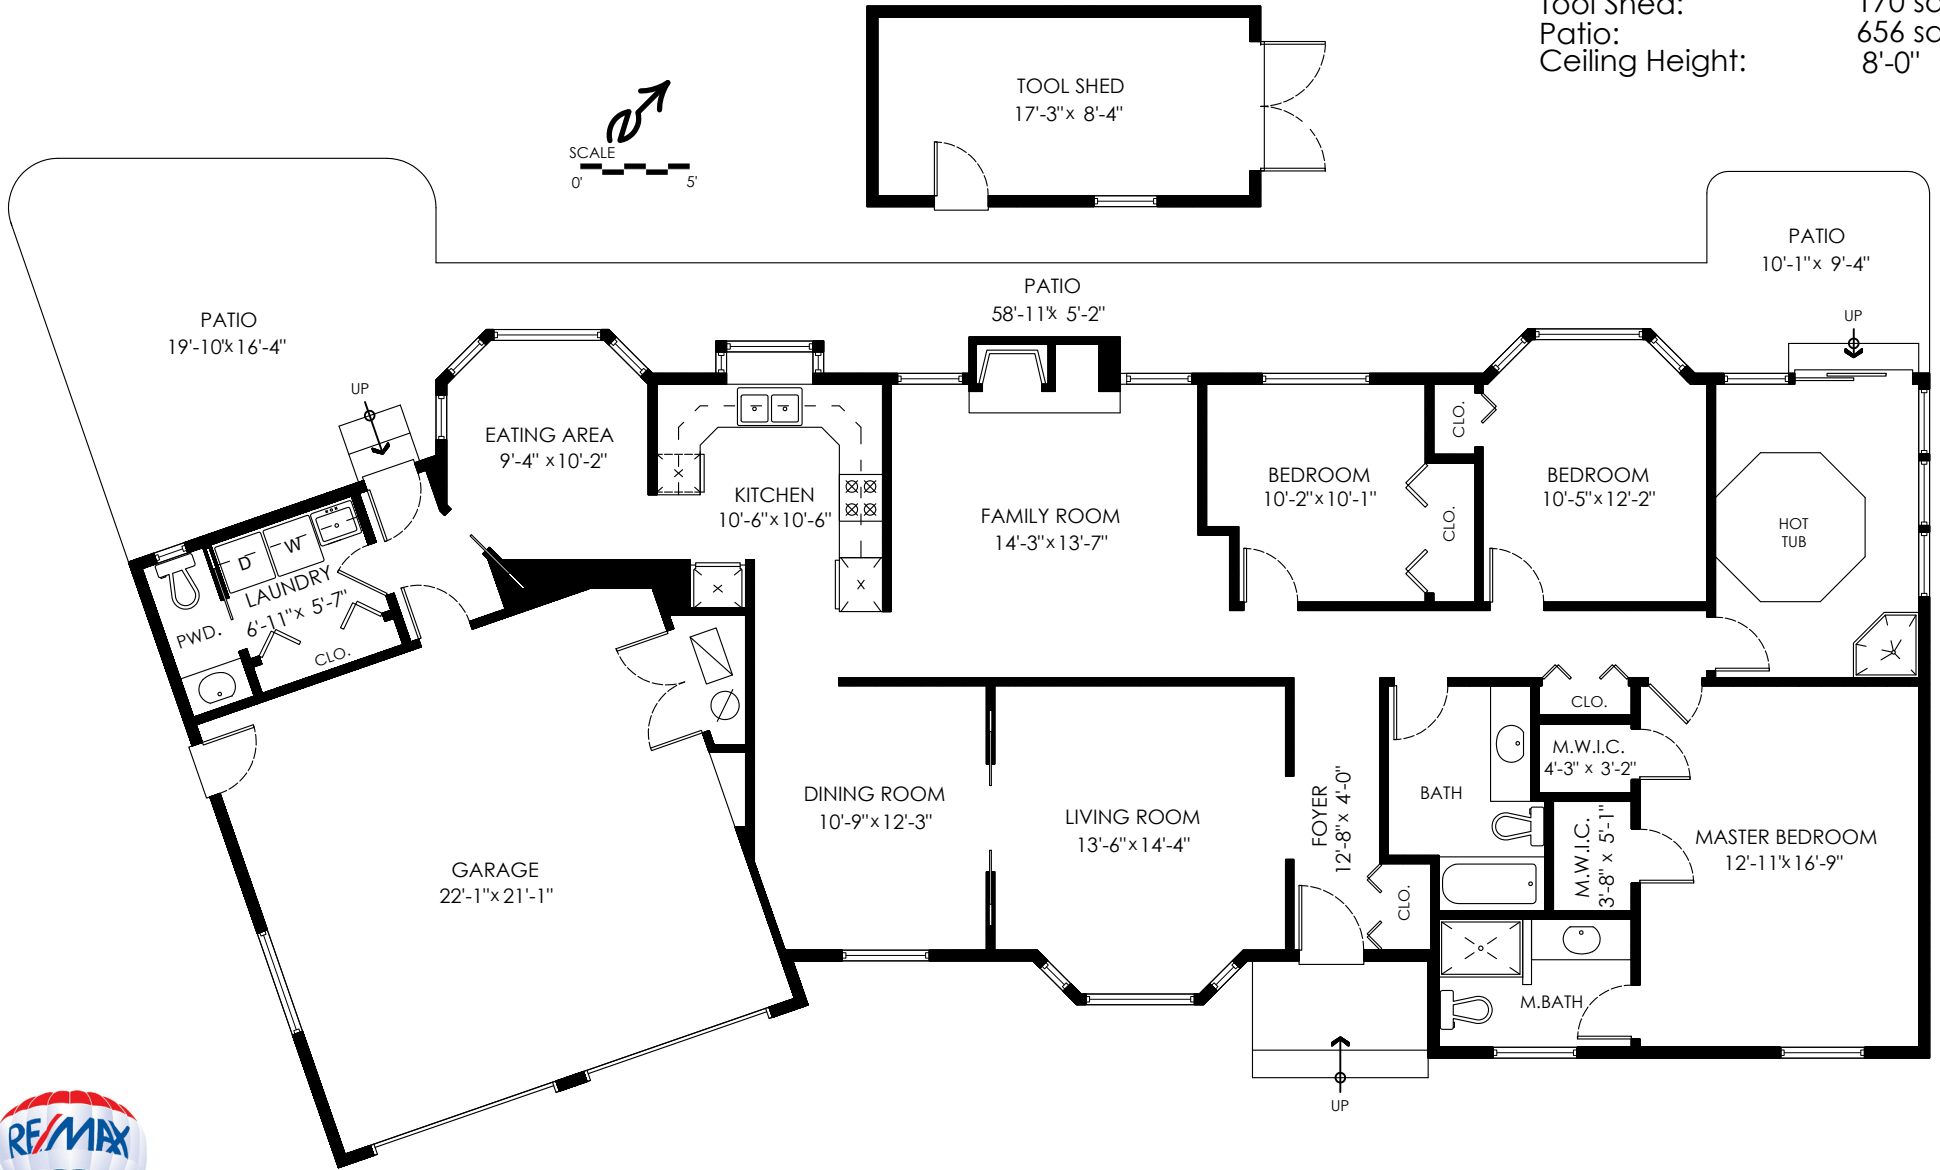 Tool Shed: 170
Patio: 656
Ceiling Height: 8'-0"
TOOL SHED
17'-3" x 8'-4"
SCALE
0' 5'
PATIO
10'-1" x 9'-4"
UP
PATIO
58'-11" x 5'-2"
PATIO
19'-10" x 16'-4"
UP
EATING AREA
9'-4" x 10'-2"
KITCHEN
10'-6" x 10'-6"
X
X
X
FAMILY ROOM
14'-3" x 13'-7"
BEDROOM
10'-2" x 10'-1"
CLO.
CLO.
BEDROOM
10'-5" x 12'-2"
HOT
TUB
D
W
LAUNDRY
6'-11" x 5'-7"
PWD.
CLO.
CLO.
M.W.I.C.
4'-3" x 3'-2"
DINING ROOM
10'-9" x 12'-3"
LIVING ROOM
13'-6" x 14'-4"
FOYER
12'-8" x 4'-0"
BATH
CLO.
M.W.I.C.
3'-8" x 5'-1"
MASTER BEDROOM
12'-11" x 16'-9"
GARAGE
22'-1" x 21'-1"
M.BATH
UP
RE/MAX